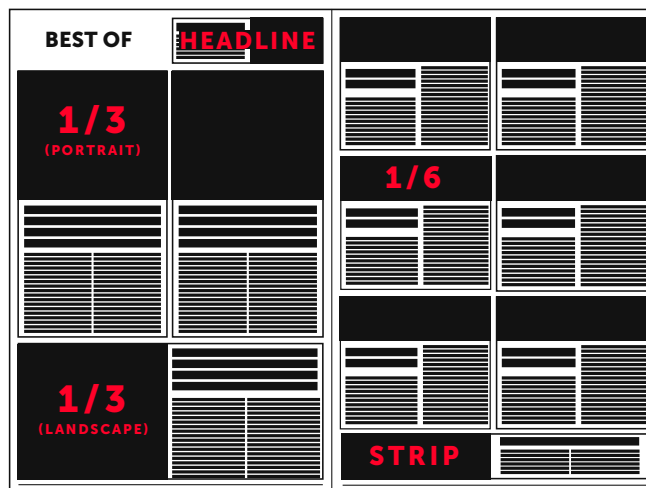 BEST OF
HEADLINE
1/3
(PORTRAIT)
1/3
(LANDSCAPE)
1/6
STRIP